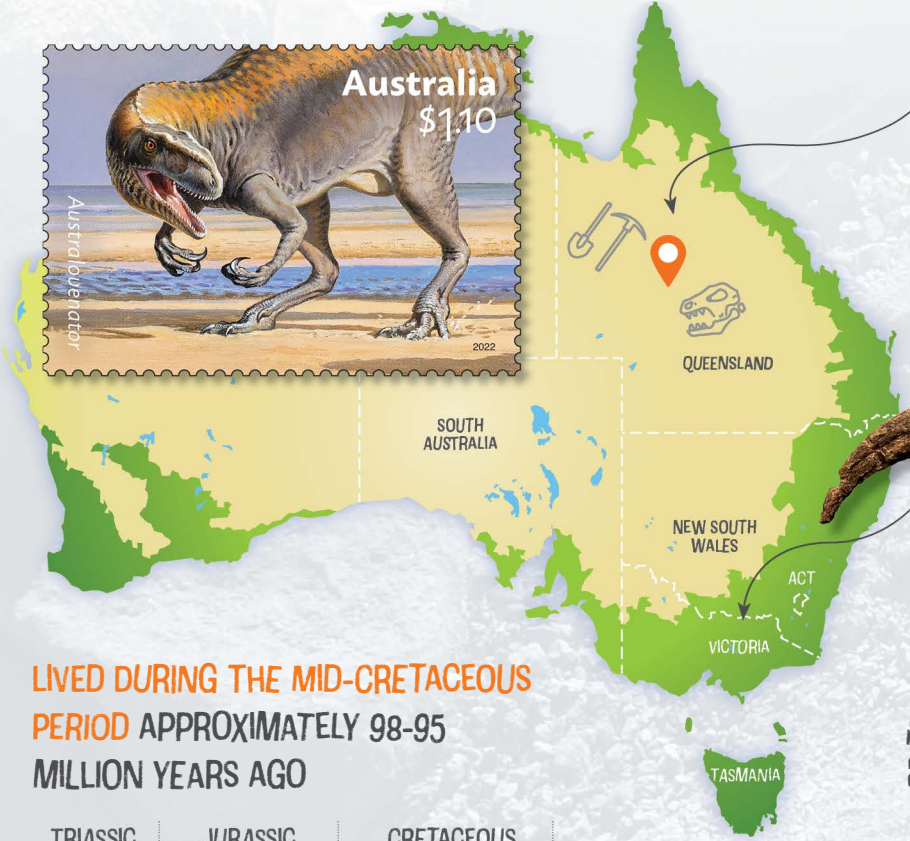 Australia
$1.10
Australovenator
2022
QUEENSLAND
SOUTH
AUSTRALIA
NEW SOUTH
WALES
ACT
VICTORIA
TASMANIA
LIVED DURING THE MID-CRETACEOUS
PERIOD APPROXIMATELY 98-95
MILLION YEARS AGO
TRIASSIC
JURASSIC
CRETACEOUS